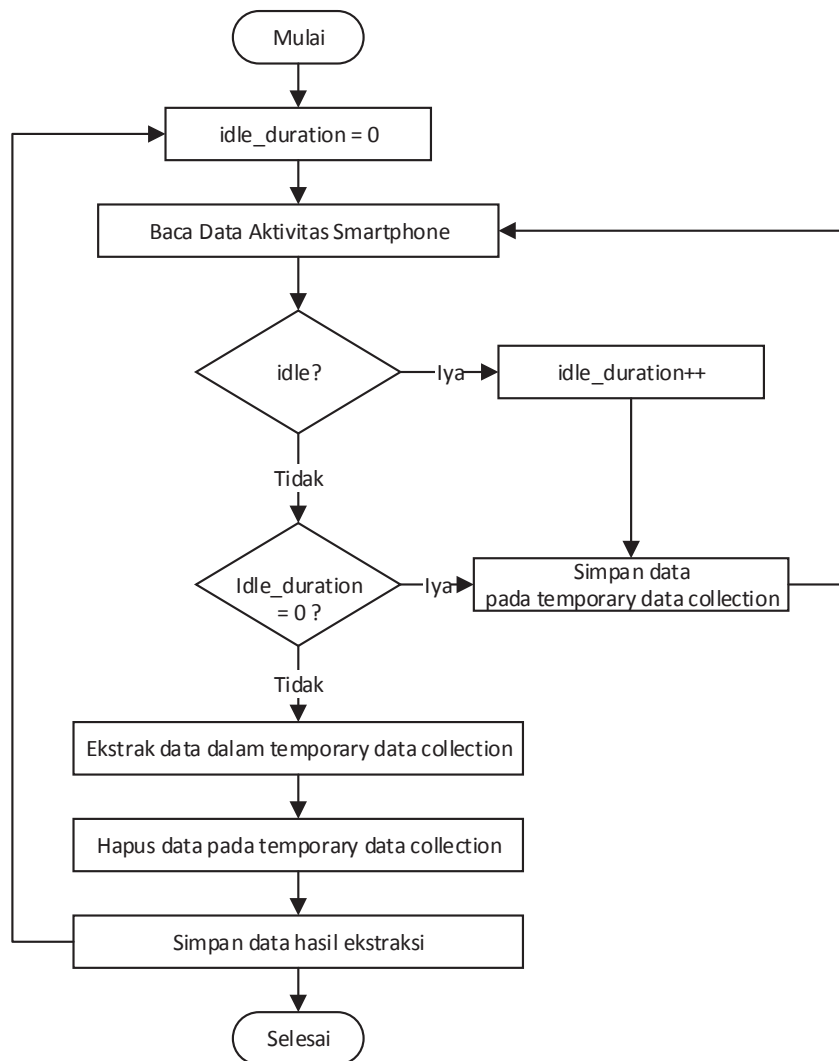 Mulai
idle_duration = 0
Baca Data Aktivitas Smartphone
idle?
Iya
idle_duration++
Tidak
Idle_duration
= 0 ?
Iya
Simpan data
pada temporary data collection
Tidak
Ekstrak data dalam temporary data collection
Hapus data pada temporary data collection
Simpan data hasil ekstraksi
Selesai